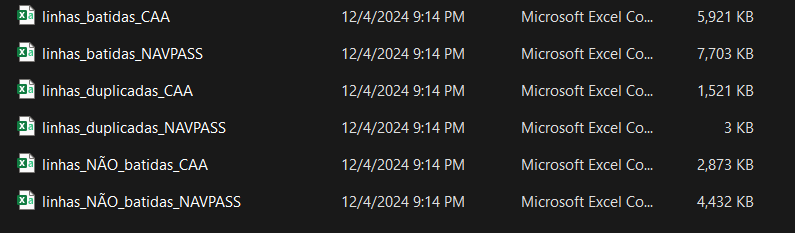 linhas_batidas_CAA 12/4/2024 9:14 PM Microsoft Excel Co... 5,921 KB
linhas_batidas_NAVPASS 12/4/2024 9:14 PM Microsoft Excel Co... 7,703 KB
linhas_duplicadas_CAA 12/4/2024 9:14 PM Microsoft Excel Co... 1,521 KB
linhas_duplicadas_NAVPASS 12/4/2024 9:14 PM Microsoft Excel Co... 3 KB
linhas_NÃO_batidas_CAA 12/4/2024 9:14 PM Microsoft Excel Co... 2,873 KB
linhas_NÃO_batidas_NAVPASS 12/4/2024 9:14 PM Microsoft Excel Co... 4,432 KB